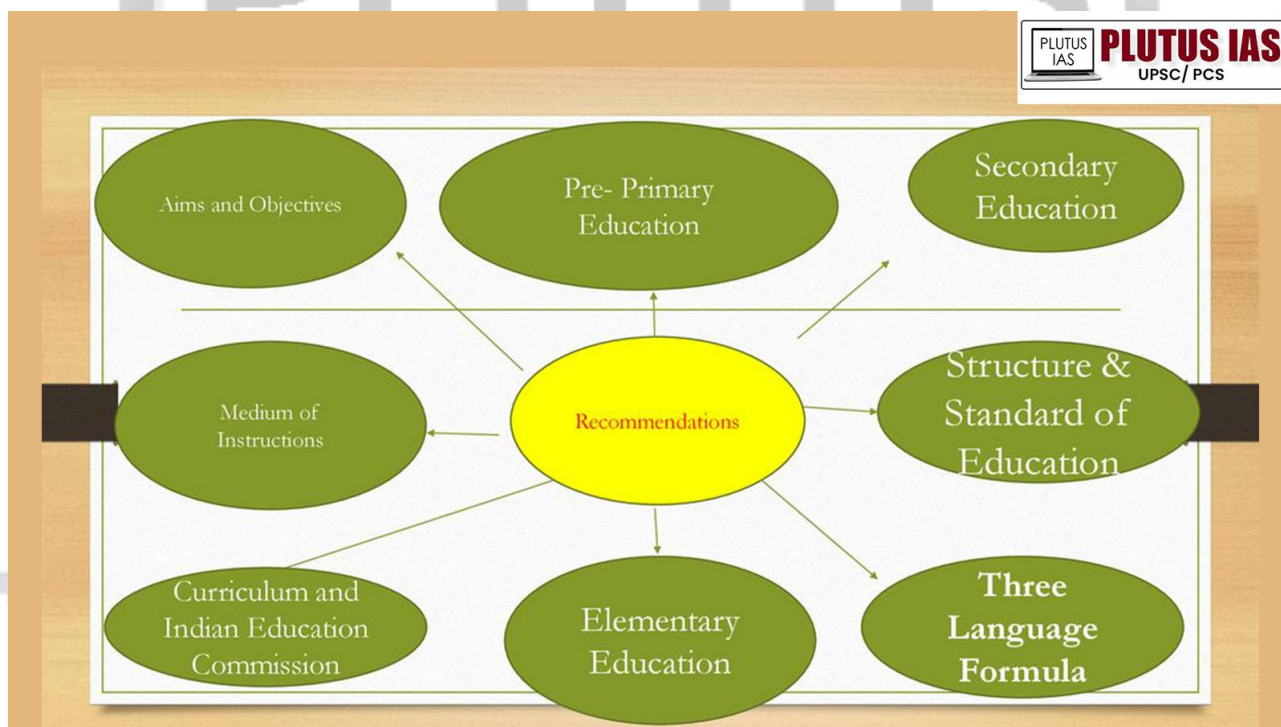 PLUTUS
IAS
PLUTUS IAS
UPSC/ PCS
Aims and Objectives
Pre- Primary
Education
Secondary
Education
Medium of
Instructions
Recommendations
Structure &
Standard of
Education
Curriculum and
Indian Education
Commission
Elementary
Education
Three
Language
Formula